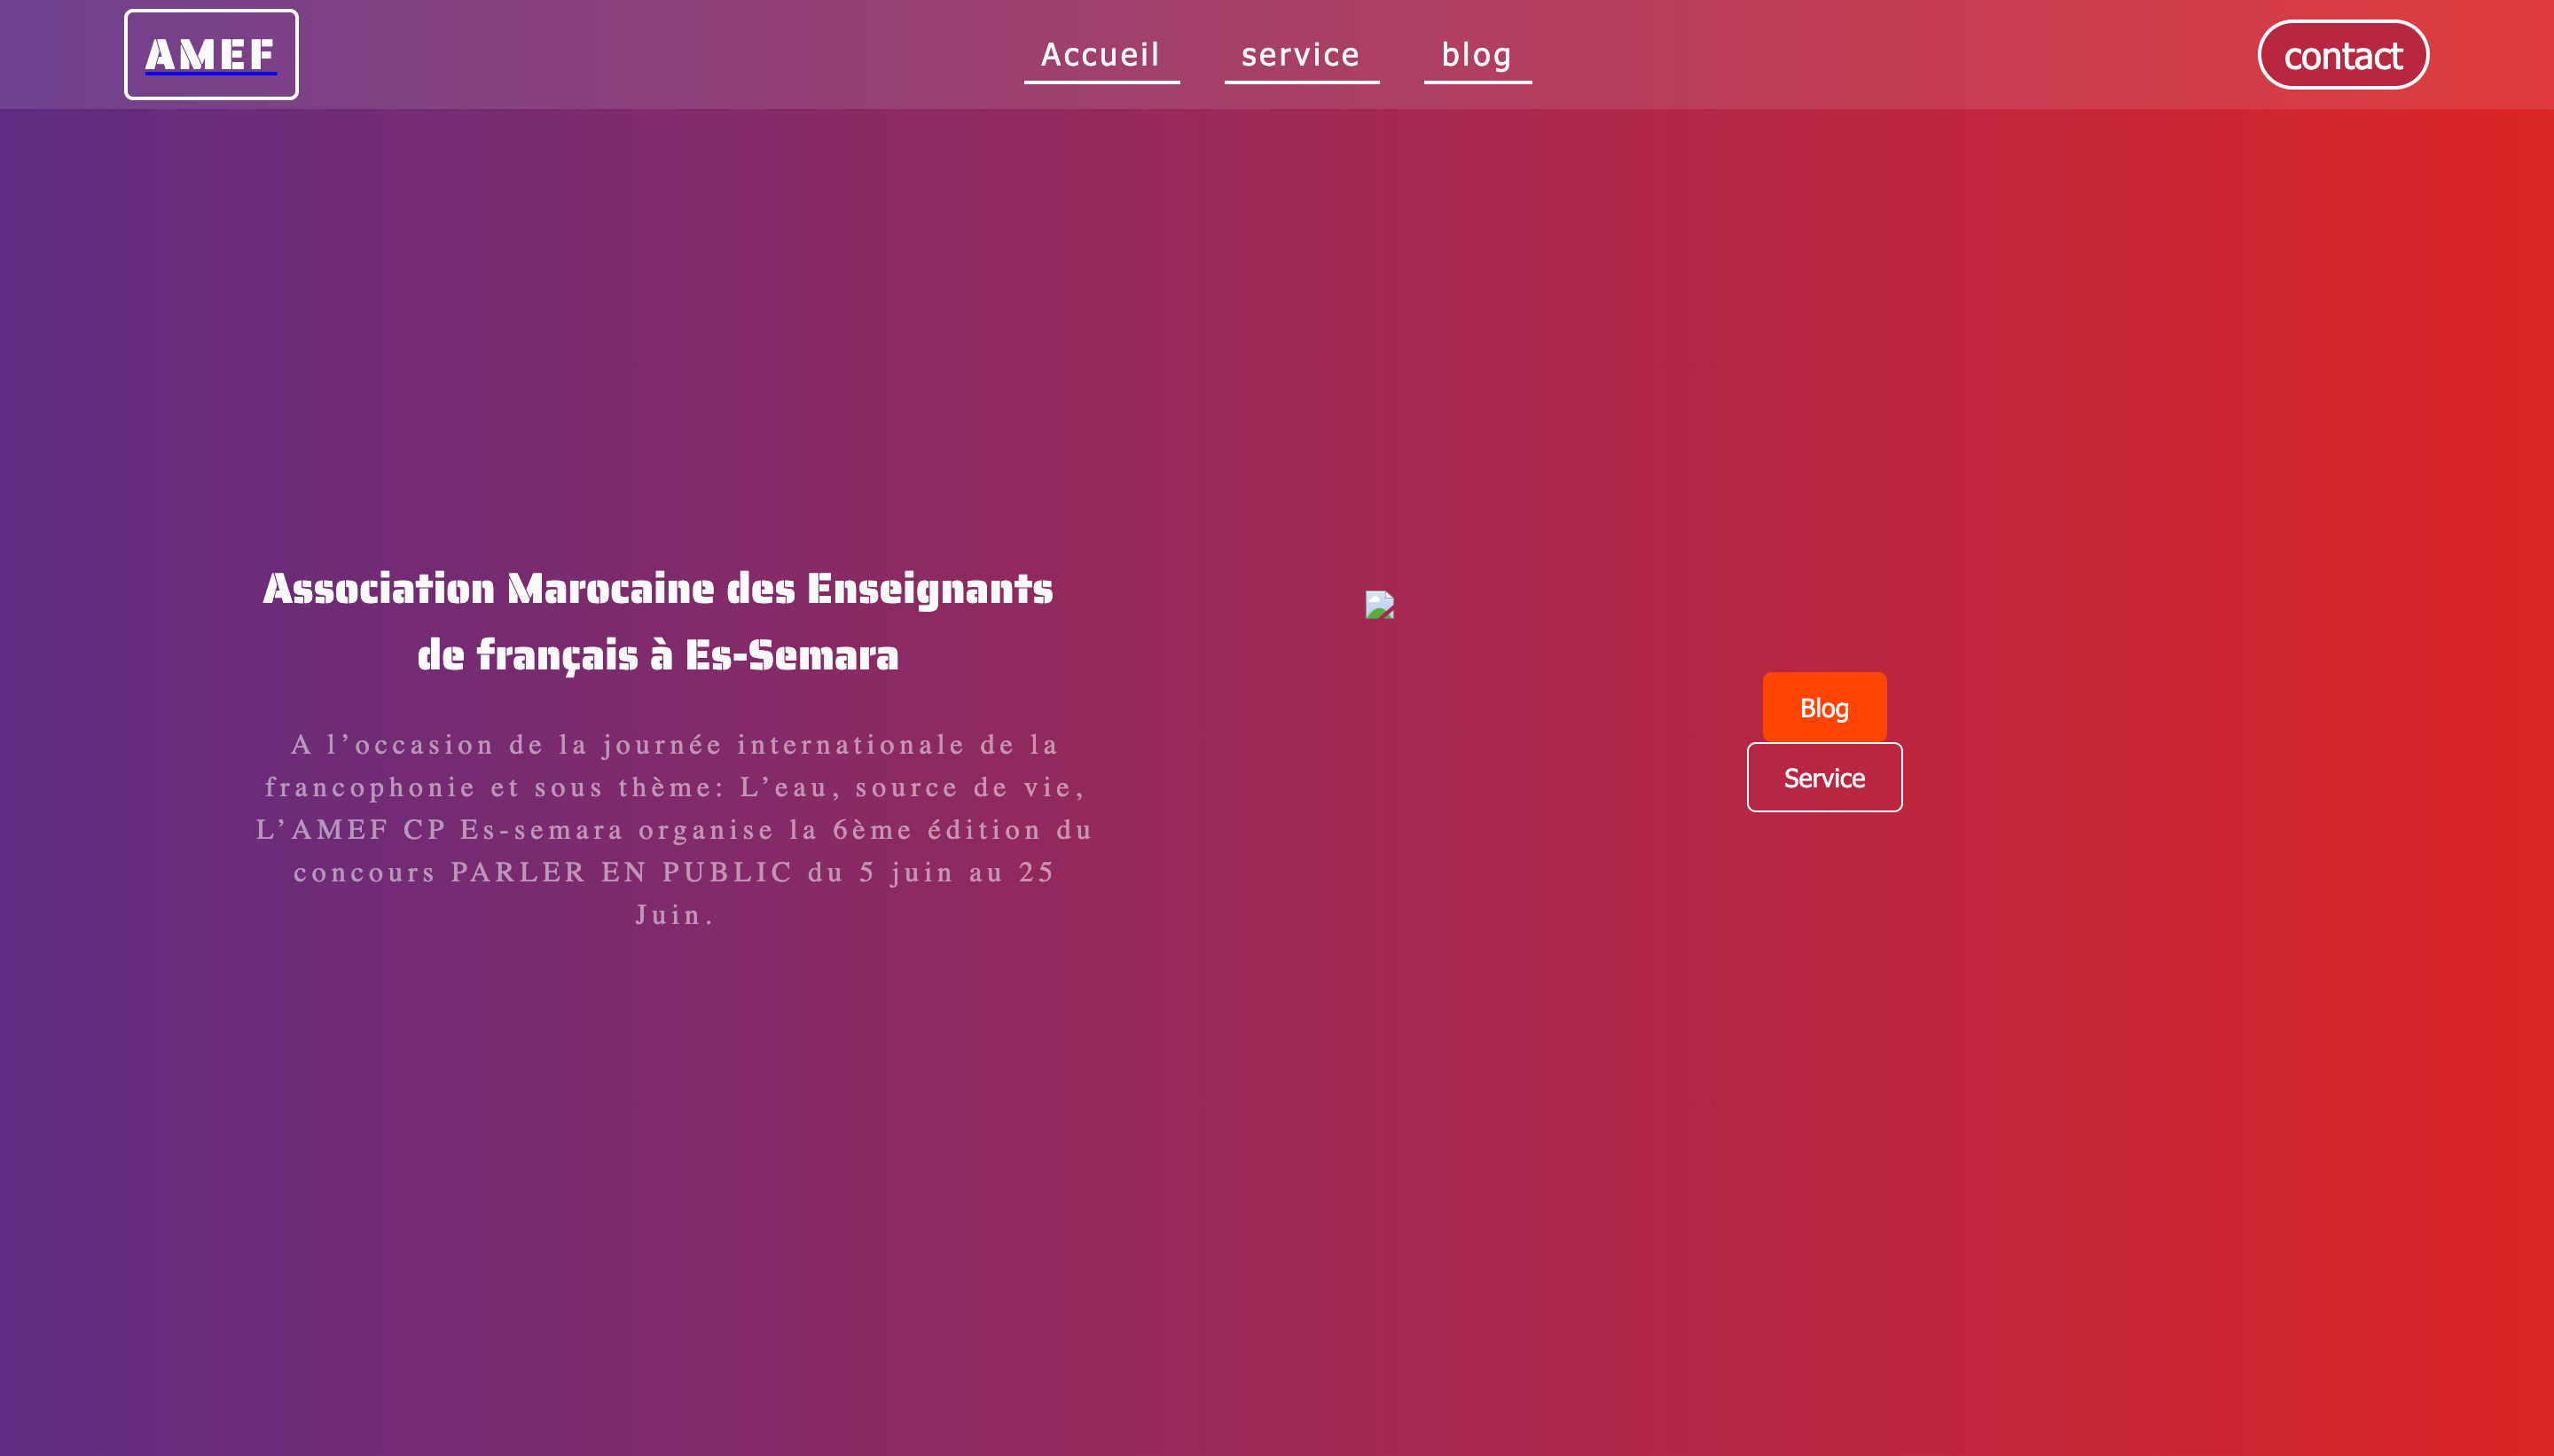 AMEF
Accueil
service
blog
contact
Association Marocaine des Enseignants
de français à Es-Semara
A l’occasion de la journée internationale de la
francophonie et sous thème: L’eau, source de vie,
L’AMEF CP Es-semara organise la 6ème édition du
concours PARLER EN PUBLIC du 5 juin au 25
Juin.
Blog
Service